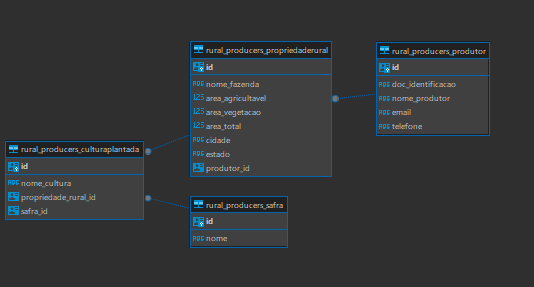 rural_producers_propriedaderural
id
nome_fazenda
area_agricultavel
area_vegetacao
area_total
cidade
estado
produtor_id
rural_producers_produtor
id
doc_identificacao
nome_produtor
email
telefone
rural_producers_culturaplantada
id
nome_cultura
propriedade_rural_id
safra_id
rural_producers_safra
id
nome